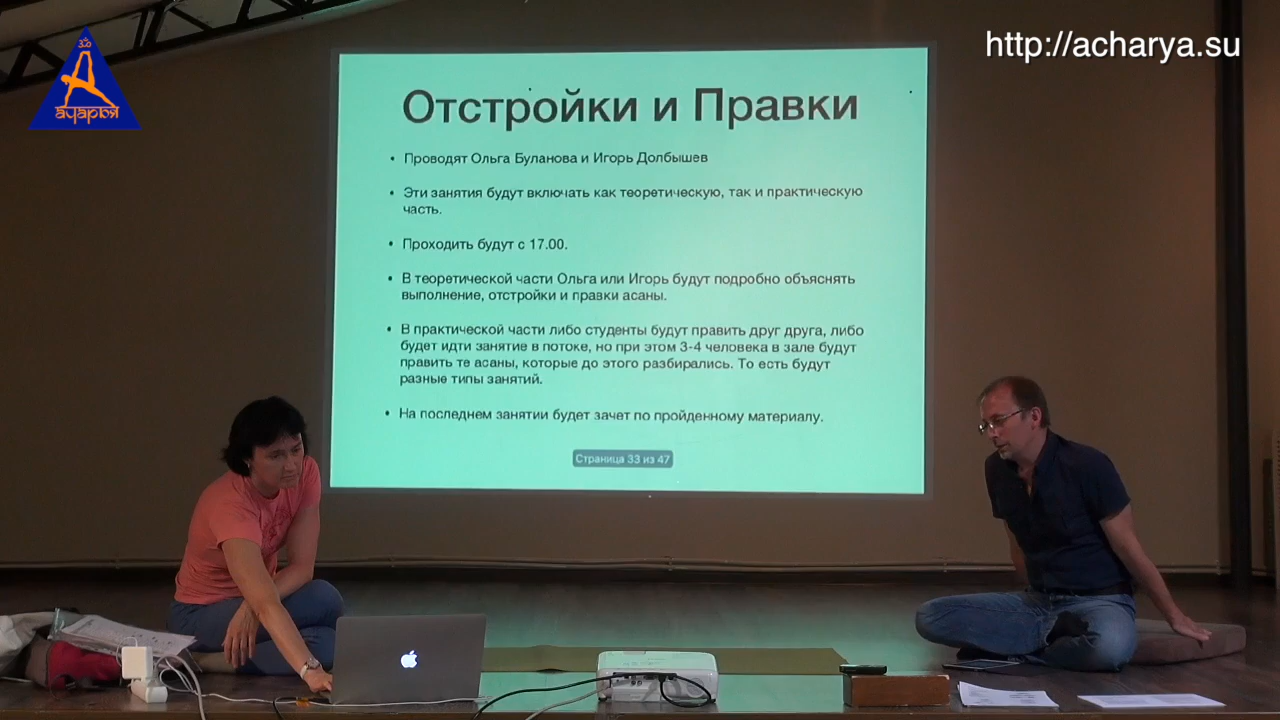 http://acharya.su
ॐ
ачарья
Отстройки и Правки
• Проводят Ольга Буланова и Игорь Долбышев
• Эти занятия будут включать как теоретическую, так и практическую
часть.
• Проходить будут с 17.00.
• В теоретической части Ольга или Игорь будут подробно объяснять
выполнение, отстройки и правки асаны.
• В практической части либо студенты будут править друг друга, либо
будет идти занятие в потоке, но при этом 3-4 человека в зале будут
править те асаны, которые до этого разбирались. То есть будут
разные типы занятий.
• На последнем занятии будет зачет по пройденному материалу.
Страница 33 из 47